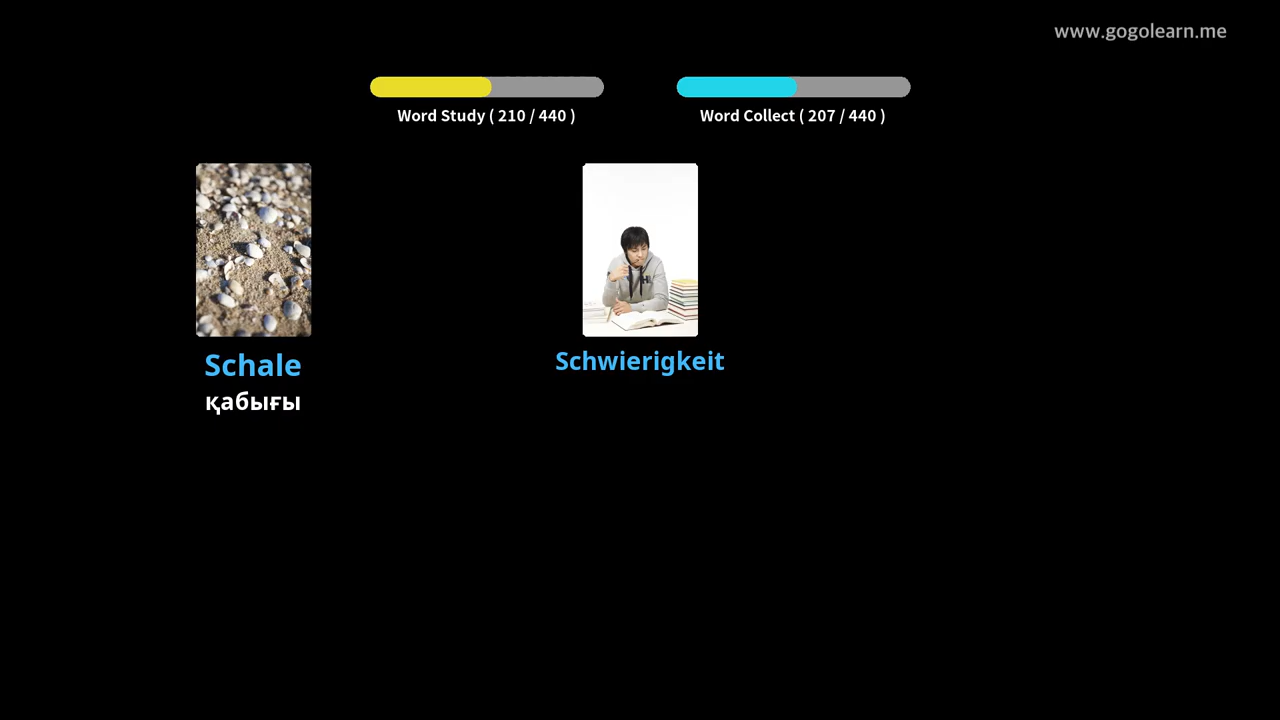 www.gogolearn.me
Word Study ( 210 / 440 )
Word Collect ( 207 / 440 )
Schale
қабығы
Schwierigkeit